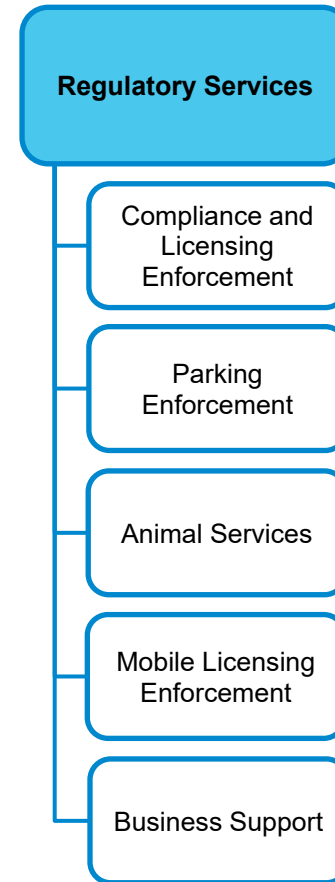 Regulatory Services
Compliance and
Licensing
Enforcement
Parking
Enforcement
Animal Services
Mobile Licensing
Enforcement
Business Support